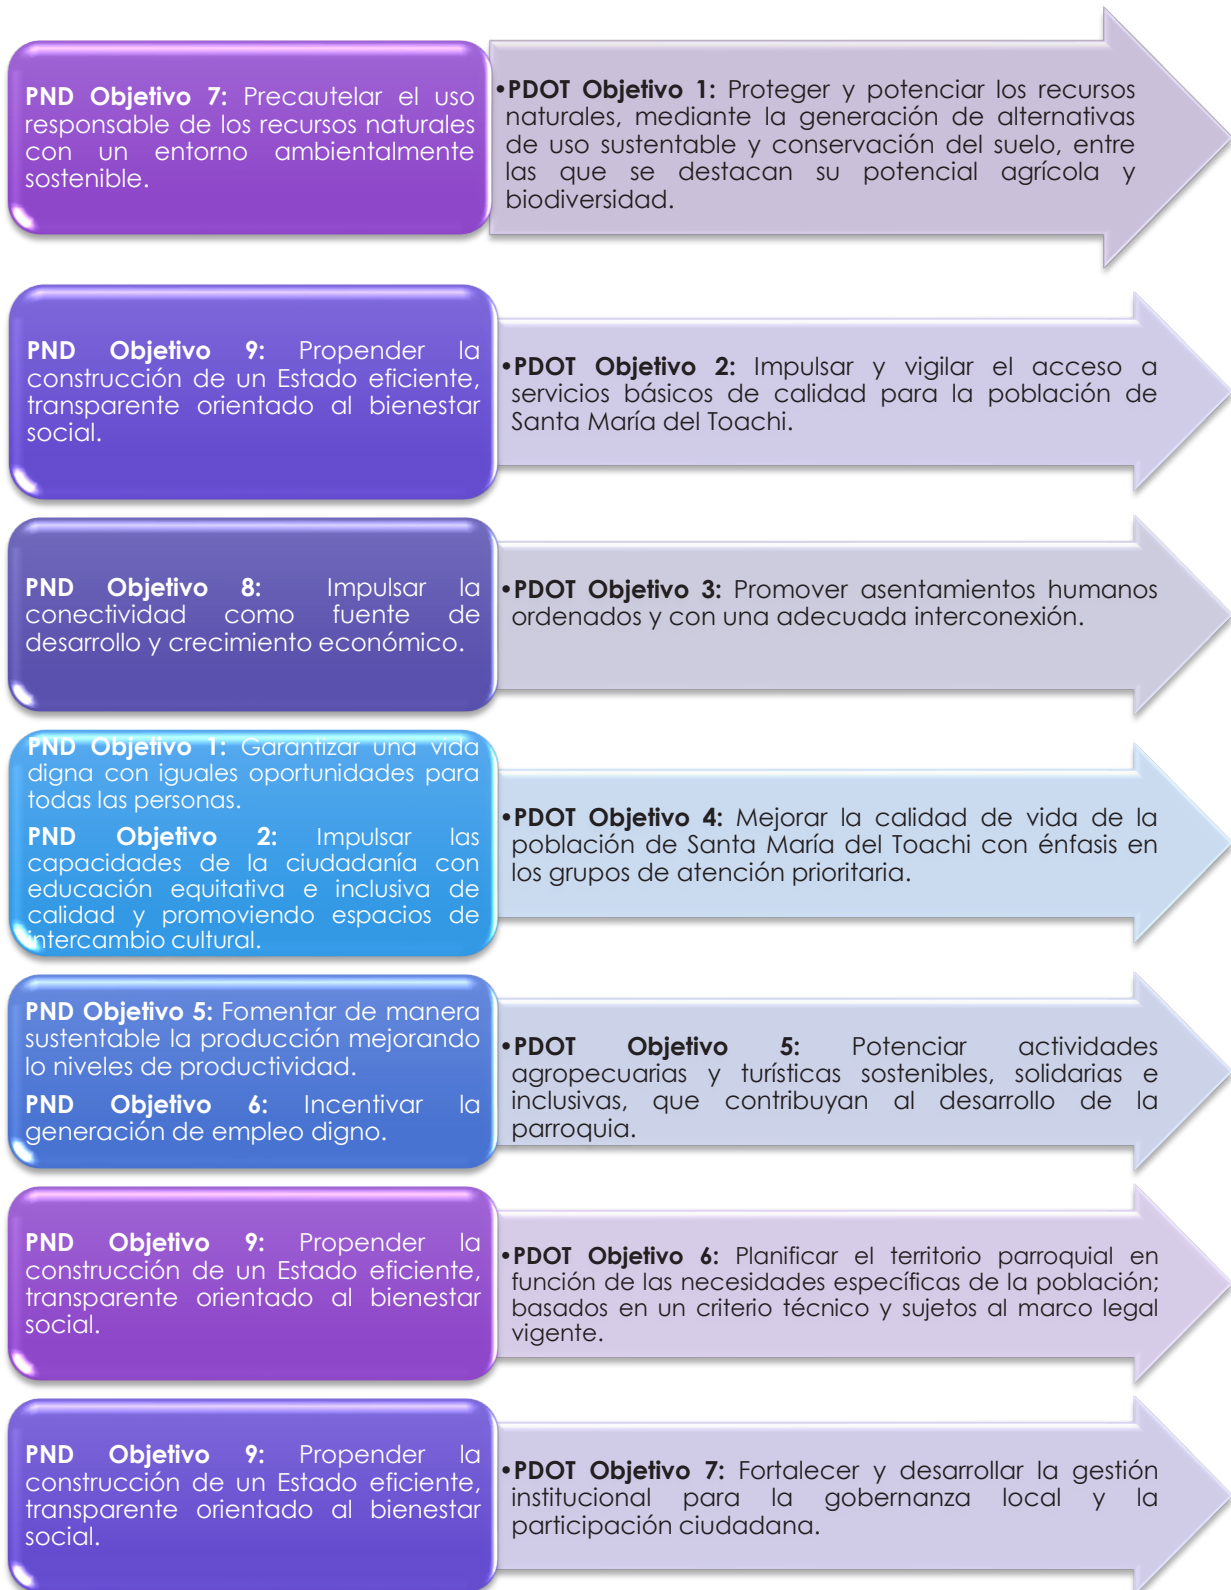 PND Objetivo 7: Precautelar el uso
responsable de los recursos naturales
con un entorno ambientalmente
sostenible.
•PDOT Objetivo 1: Proteger y potenciar los recursos
naturales, mediante la generación de alternativas
de uso sustentable y conservación del suelo, entre
las que se destacan su potencial agrícola y
biodiversidad.
PND Objetivo 9: Propender la
construcción de un Estado eficiente,
transparente orientado al bienestar
social.
•PDOT Objetivo 2: Impulsar y vigilar el acceso a
servicios básicos de calidad para la población de
Santa María del Toachi.
PND Objetivo 8: Impulsar la
conectividad como fuente de
desarrollo y crecimiento económico.
•PDOT Objetivo 3: Promover asentamientos humanos
ordenados y con una adecuada interconexión.
PND Objetivo 1: Garantizar una vida
digna con iguales oportunidades para
todas las personas.
PND Objetivo 2: Impulsar las
capacidades de la ciudadanía con
educación equitativa e inclusiva de
calidad y promoviendo espacios de
intercambio cultural.
•PDOT Objetivo 4: Mejorar la calidad de vida de la
población de Santa María del Toachi con énfasis en
los grupos de atención prioritaria.
PND Objetivo 5: Fomentar de manera
sustentable la producción mejorando
lo niveles de productividad.
PND Objetivo 6: Incentivar la
generación de empleo digno.
•PDOT Objetivo 5: Potenciar actividades
agropecuarias y turísticas sostenibles, solidarias e
inclusivas, que contribuyan al desarrollo de la
parroquia.
PND Objetivo 9: Propender la
construcción de un Estado eficiente,
transparente orientado al bienestar
social.
•PDOT Objetivo 6: Planificar el territorio parroquial en
función de las necesidades específicas de la población;
basados en un criterio técnico y sujetos al marco legal
vigente.
PND Objetivo 9: Propender la
construcción de un Estado eficiente,
transparente orientado al bienestar
social.
•PDOT Objetivo 7: Fortalecer y desarrollar la gestión
institucional para la gobernanza local y la
participación ciudadana.